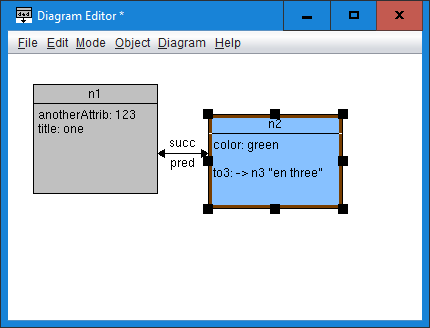 Diagram Editor *
File Edit Mode Object Diagram Help
n1
anotherAttrib: 123
title: one
succ
pred
n2
color: green
to3: -> n3 "en three"